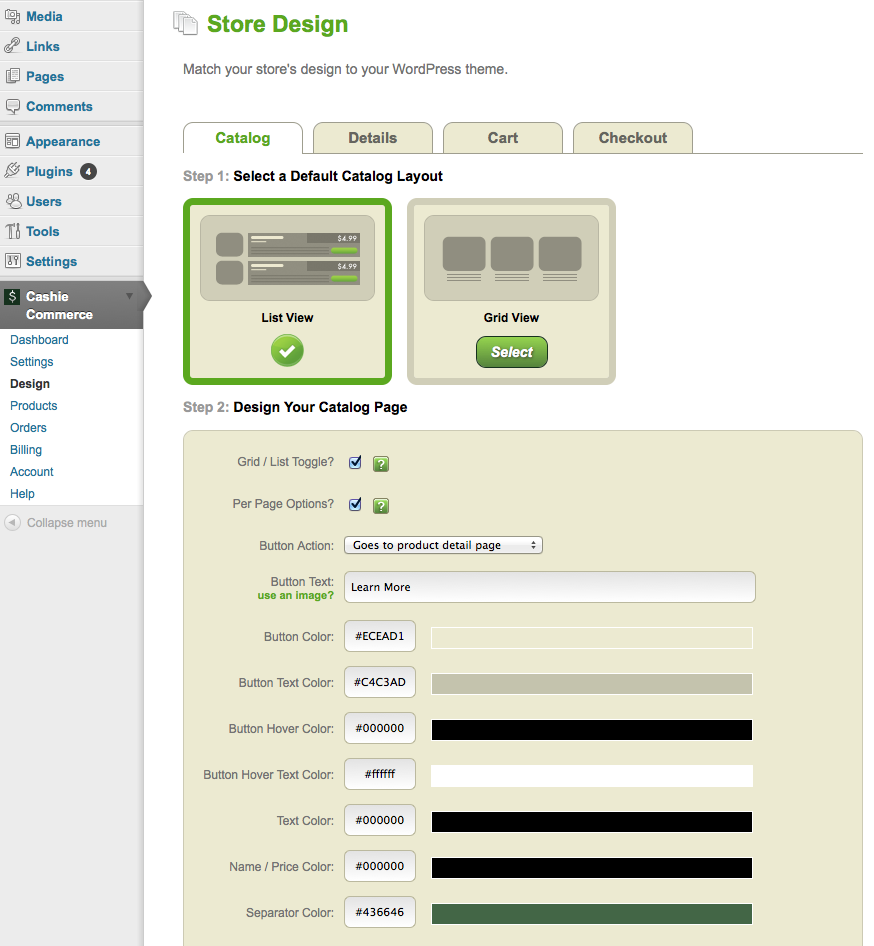 Media
Links
Pages
Comments
Appearance
Plugins 4
Users
Tools
Settings
$ Cashie
Commerce
Dashboard
Settings
Design
Products
Orders
Billing
Account
Help
Collapse menu
Store Design
Match your store's design to your WordPress theme.
Catalog
Details
Cart
Checkout
Step 1: Select a Default Catalog Layout
$4.99
$4.99
List View
Grid View
Select
Step 2: Design Your Catalog Page
Grid / List Toggle? ?
Per Page Options? ?
Button Action: Goes to product detail page
Button Text: Learn More
use an image?
Button Color: #ECEAD1
Button Text Color: #C4C3AD
Button Hover Color: #000000
Button Hover Text Color: #ffffff
Text Color: #000000
Name / Price Color: #000000
Separator Color: #436646